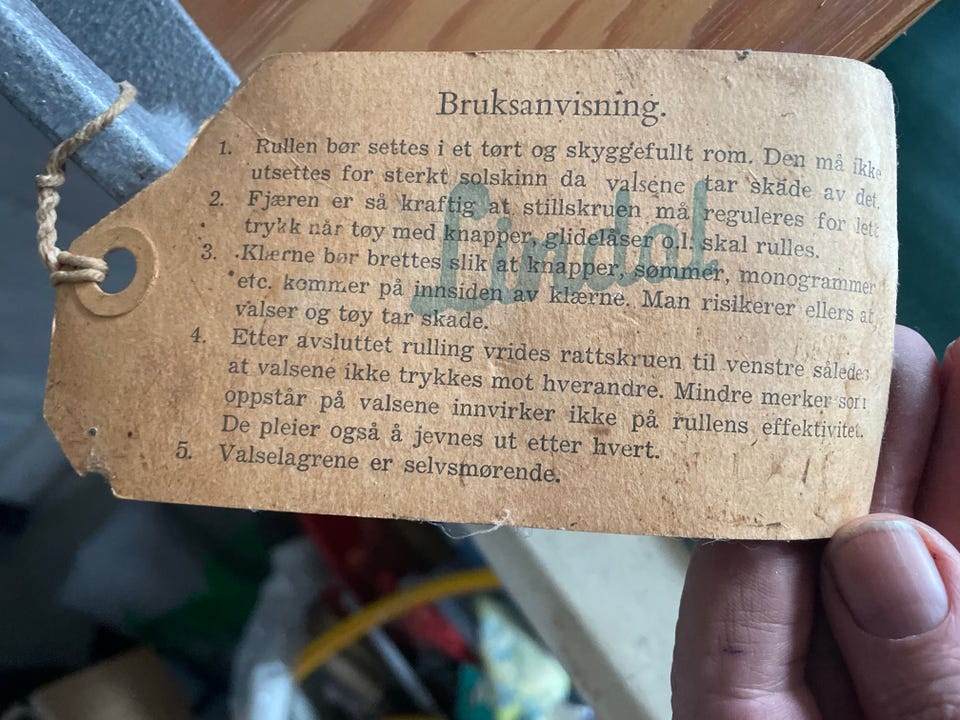 Bruksanvisning.
1. Rullen bør settes i et tørt og skyggefullt rom. Den må ikke
utsettes for sterkt solskinn da valsene tar skade av det.
2. Fjæren er så kraftig at stillskruen må reguleres for lett
trykk når tøy med knapper, glidelåser o.l. skal rulles.
3. Klærne bør brettes slik at knapper, sømmer, monogrammer
etc. kommer på innsiden av klærne. Man risikerer ellers at
valser og tøy tar skade.
4. Etter avsluttet rulling vrides rattskruen til venstre således
at valsene ikke trykkes mot hverandre. Mindre merker som
oppstår på valsene innvirker ikke på rullens effektivitet.
De pleier også å jevnes ut etter hvert.
5. Valselagrene er selvsmørende.